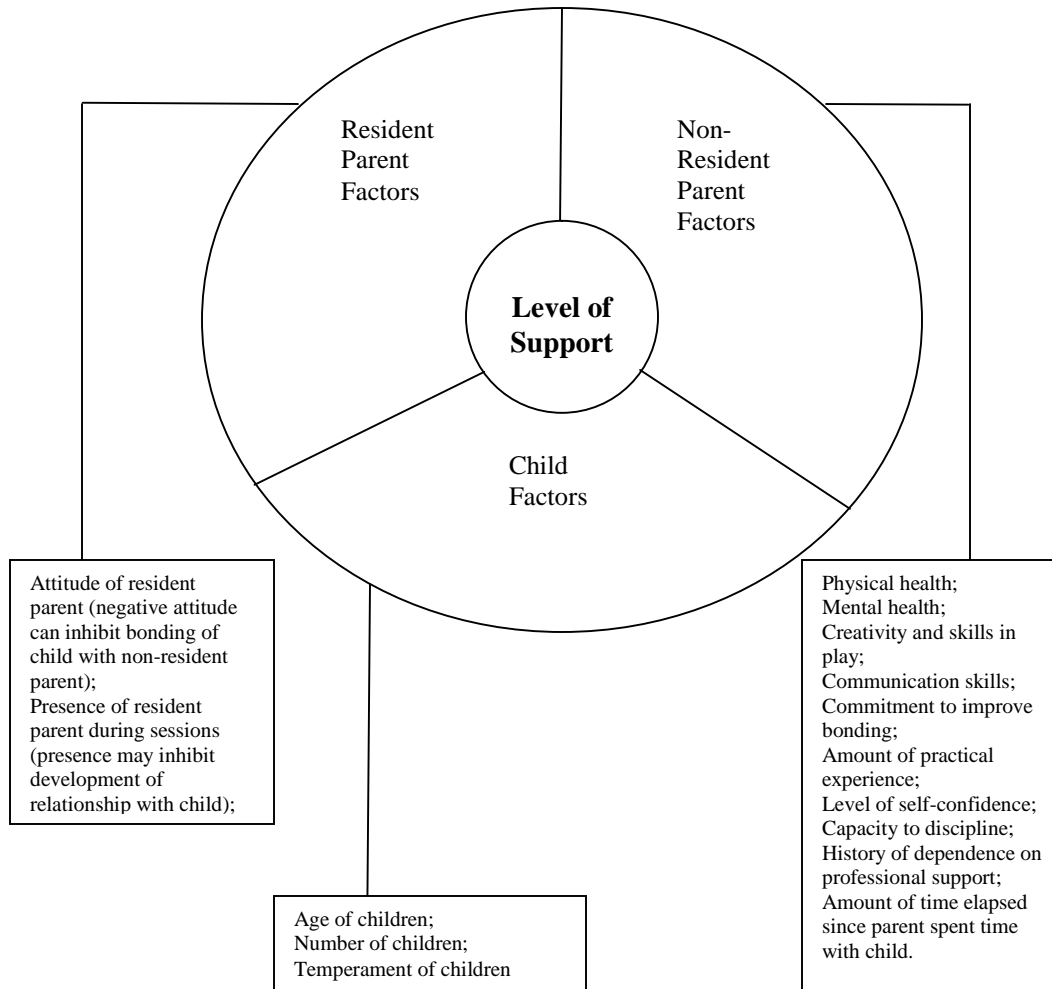 Resident
Parent
Factors
Non-
Resident
Parent
Factors
Level of
Support
Child
Factors
Attitude of resident
parent (negative attitude
can inhibit bonding of
child with non-resident
parent);
Presence of resident
parent during sessions
(presence may inhibit
development of
relationship with child);
Physical health;
Mental health;
Creativity and skills in
play;
Communication skills;
Commitment to improve
bonding;
Amount of practical
experience;
Level of self-confidence;
Capacity to discipline;
History of dependence on
professional support;
Amount of time elapsed
since parent spent time
with child.
Age of children;
Number of children;
Temperament of children